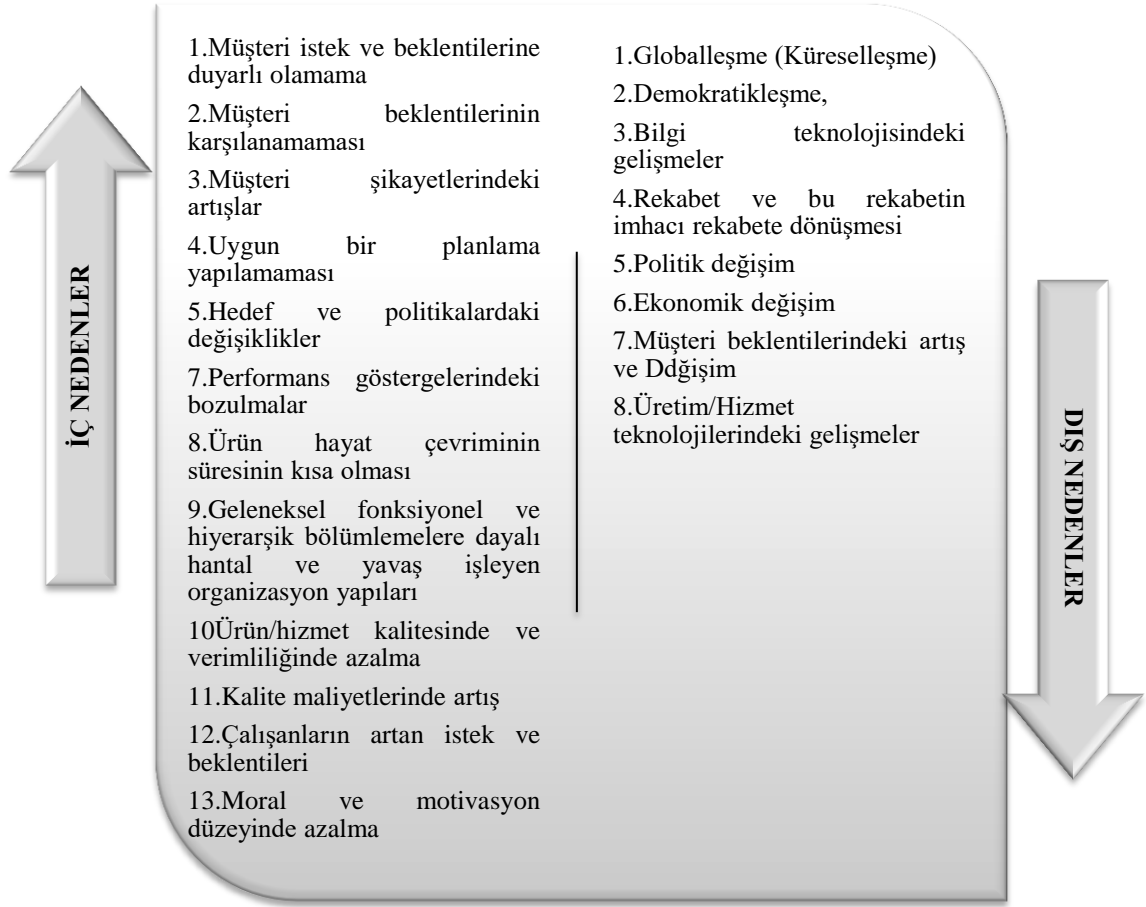 İÇ NEDENLER
1.Müşteri istek ve beklentilerine
duyarlı olamama
2.Müşteri beklentilerinin
karşılanamaması
3.Müşteri şikayetlerindeki
artışlar
4.Uygun bir planlama
yapılamaması
5.Hedef ve politikalardaki
değişiklikler
7.Performans göstergelerindeki
bozulmalar
8.Ürün hayat çevriminin
süresinin kısa olması
9.Geleneksel fonksiyonel ve
hiyerarşik bölümlemelere dayalı
hantal ve yavaş işleyen
organizasyon yapıları
10Ürün/hizmet kalitesinde ve
verimliliğinde azalma
11.Kalite maliyetlerinde artış
12.Çalışanların artan istek ve
beklentileri
13.Moral ve motivasyon
düzeyinde azalma
1.Globalleşme (Küreselleşme)
2.Demokratikleşme,
3.Bilgi teknolojisindeki
gelişmeler
4.Rekabet ve bu rekabetin
imhacı rekabete dönüşmesi
5.Politik değişim
6.Ekonomik değişim
7.Müşteri beklentilerindeki artış
ve Ddğişim
8.Üretim/Hizmet
teknolojilerindeki gelişmeler
DIŞ NEDENLER